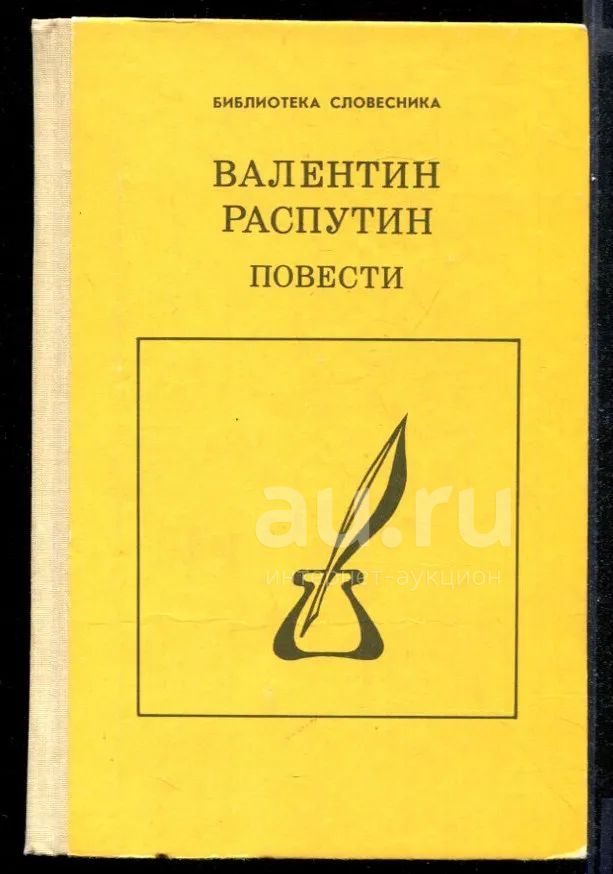 БИБЛИОТЕКА СЛОВЕСНИКА
ВАЛЕНТИН
РАСПУТИН
ПОВЕСТИ
au.ru
интернет-аукцион